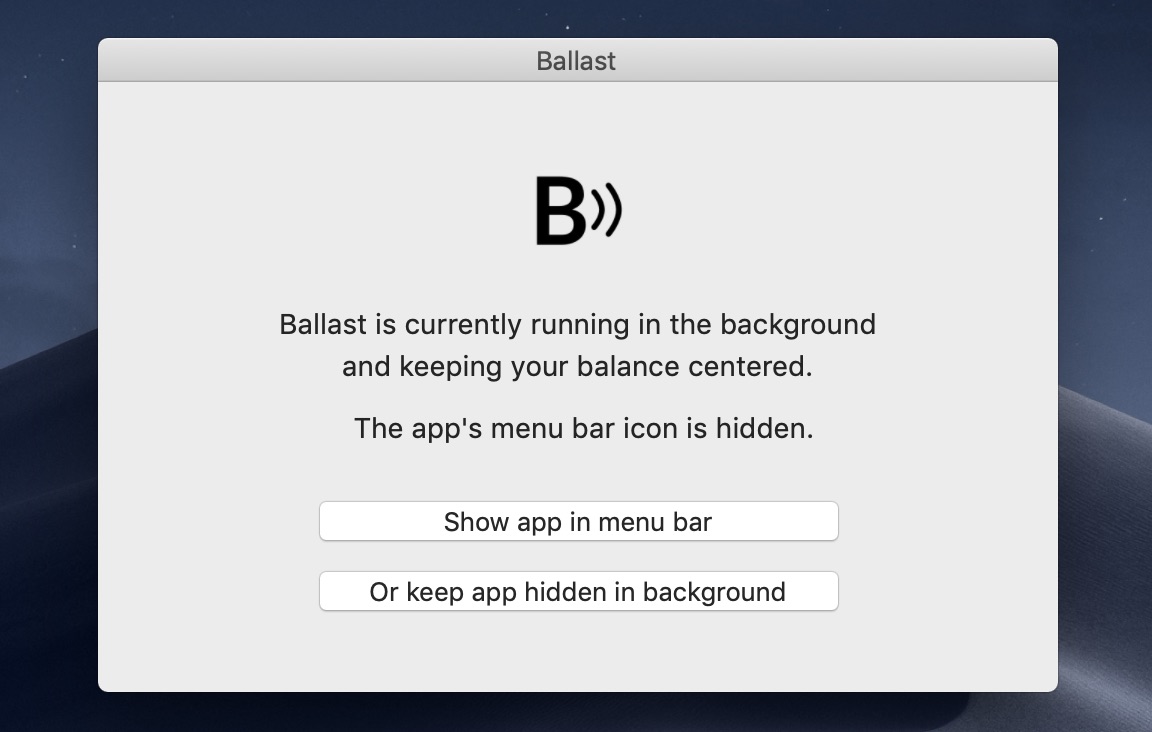 Ballast
B
Ballast is currently running in the background
and keeping your balance centered.
The app's menu bar icon is hidden.
Show app in menu bar
Or keep app hidden in background